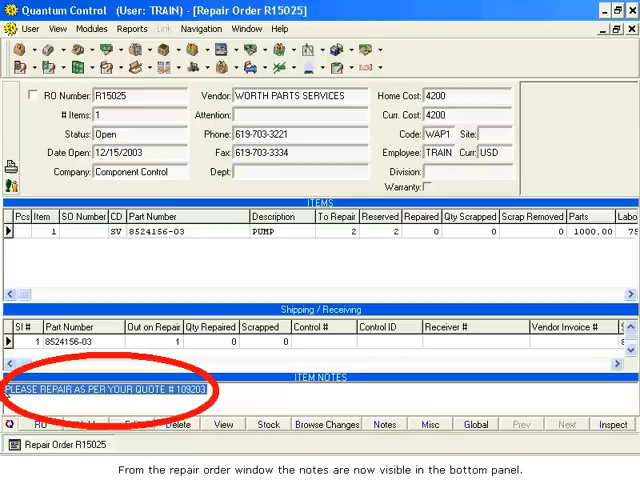 Quantum Control (User: TRAIN) - [Repair Order R15025]
User View Modules Reports Link Navigation Window Help
RO Number: R15025 Vendor: WORTH PARTS SERVICES Home Cost: 4200
# Items: 1 Attention: Curr. Cost: 4200
Status: Open Phone: 619-703-3221 Code: WAP1 Site:
Date Open: 12/15/2003 Fax: 619-703-3334 Employee: TRAIN Curr: USD
Company: Component Control Dept: Division:
Warranty:
ITEMS
Pcs Item SO Number CD Part Number Description To Repair Reserved Repaired Qty Scrapped Scrap Removed Parts Labo
1 SV 8524156-03 PUMP 2 2 0 0 0 1000.00 75
Shipping / Receiving
SI # Part Number Out on Repair Qty Repaired Scrapped Control # Control ID Receiver # Vendor Invoice # S
1 8524156-03 1 0 0 8
ITEM NOTES
PLEASE REPAIR AS PER YOUR QUOTE # 109203.
RO Delete View Stock Browse Changes Notes Misc Global Prev Next Inspect
Repair Order R15025
From the repair order window the notes are now visible in the bottom panel.